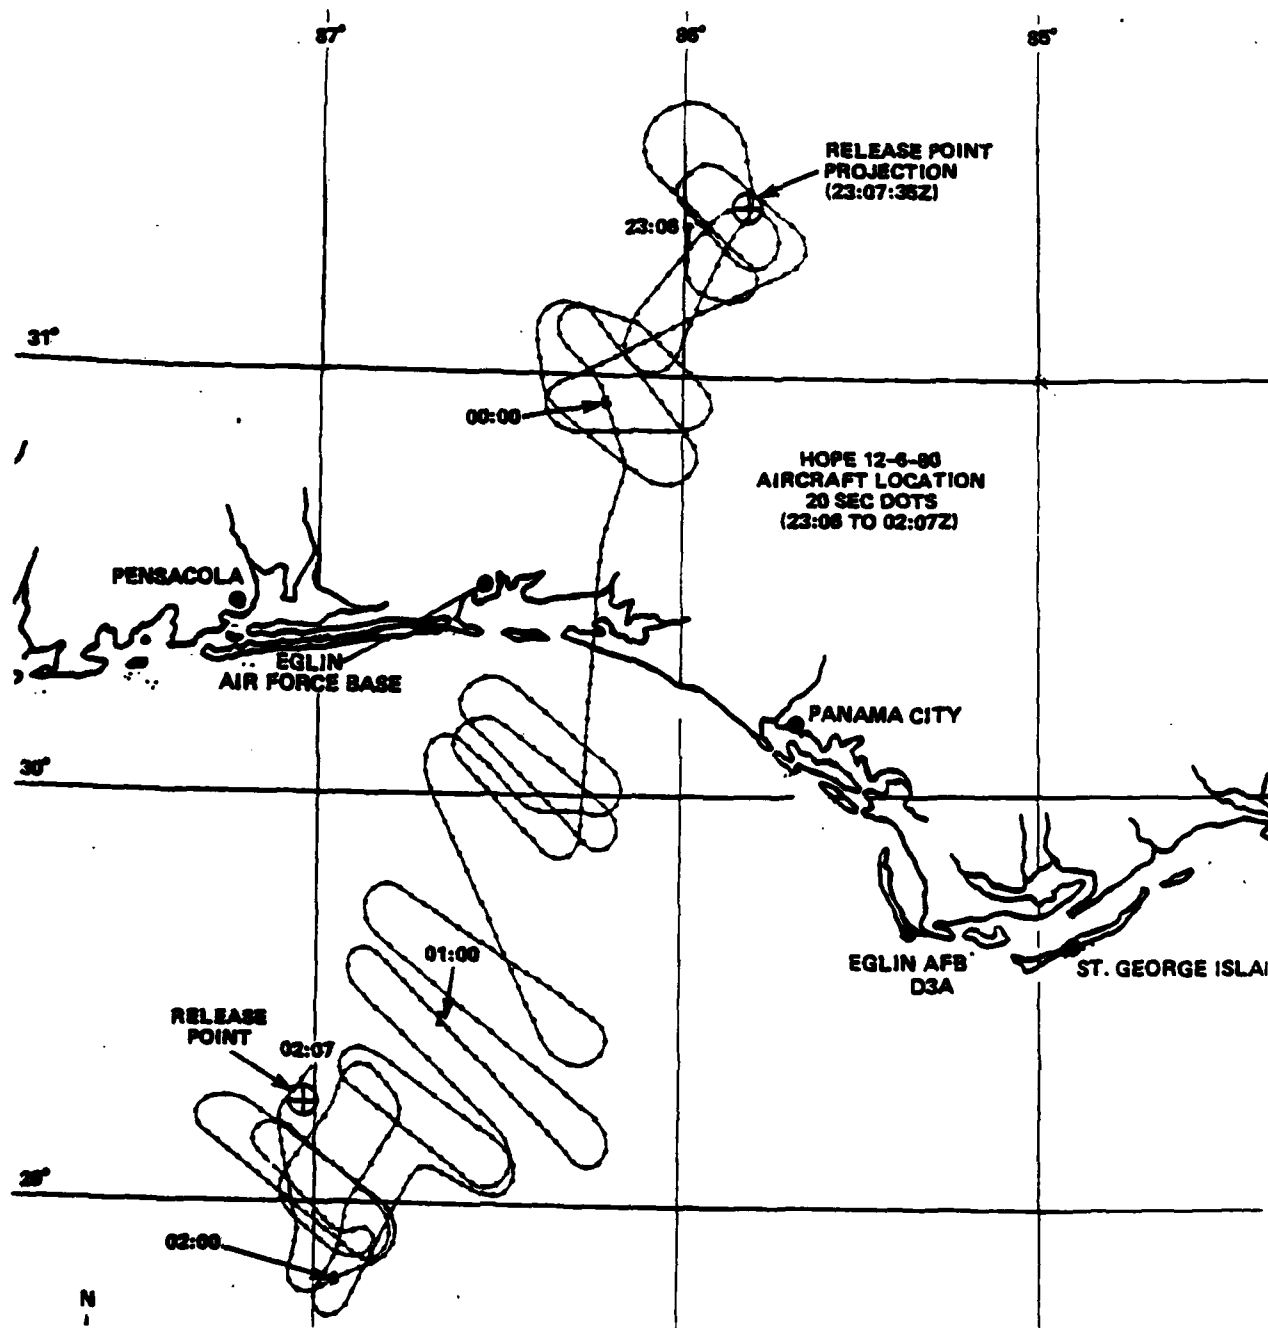 87°
86°
85°
RELEASE POINT
PROJECTION
(23:07:35Z)
23:06
31°
00:00
HOPE 12-6-80
AIRCRAFT LOCATION
20 SEC DOTS
(23:06 TO 02:07Z)
PENSACOLA
EGLIN
AIR FORCE BASE
PANAMA CITY
30°
01:00
EGLIN AFB
D3A
ST. GEORGE ISLA
RELEASE
POINT
02:07
29°
02:00
N